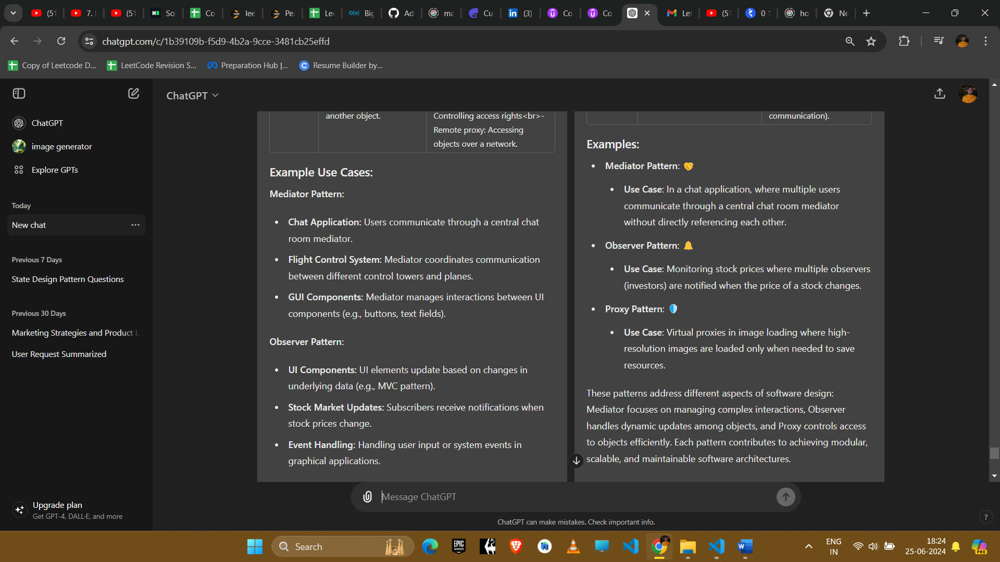 (51
7.
(51
Sol
Co
lee
Pea
Lee
O(n)
Big
Ad
ma
Cu
(3)
Co
Co
Let
(51
0
ho
Ne
chatgpt.com/c/1b39109b-f5d9-4b2a-9cce-3481cb25effd
Copy of Leetcode D...
LeetCode Revision S...
Preparation Hub |...
Resume Builder by...
ChatGPT
ChatGPT
image generator
Explore GPTs
Today
New chat
Previous 7 Days
State Design Pattern Questions
Previous 30 Days
Marketing Strategies and Product L
User Request Summarized
Upgrade plan
Get GPT-4, DALL·E, and more
another object.
Controlling access rights<br>-
Remote proxy: Accessing
objects over a network.
Example Use Cases:
Mediator Pattern:
• Chat Application: Users communicate through a central chat
room mediator.
• Flight Control System: Mediator coordinates communication
between different control towers and planes.
• GUI Components: Mediator manages interactions between UI
components (e.g., buttons, text fields).
Observer Pattern:
• UI Components: UI elements update based on changes in
underlying data (e.g., MVC pattern).
• Stock Market Updates: Subscribers receive notifications when
stock prices change.
• Event Handling: Handling user input or system events in
graphical applications.
communication).
Examples:
• Mediator Pattern: 🤝
• Use Case: In a chat application, where multiple users
communicate through a central chat room mediator
without directly referencing each other.
• Observer Pattern: 🔔
• Use Case: Monitoring stock prices where multiple observers
(investors) are notified when the price of a stock changes.
• Proxy Pattern: 🛡️
• Use Case: Virtual proxies in image loading where high-
resolution images are loaded only when needed to save
resources.
These patterns address different aspects of software design:
Mediator focuses on managing complex interactions, Observer
handles dynamic updates among objects, and Proxy controls access
to objects efficiently. Each pattern contributes to achieving modular,
scalable, and maintainable software architectures.
Message ChatGPT
ChatGPT can make mistakes. Check important info.
?
Search
EPIC
GAMES
ENG
IN
18:24
25-06-2024
PRE